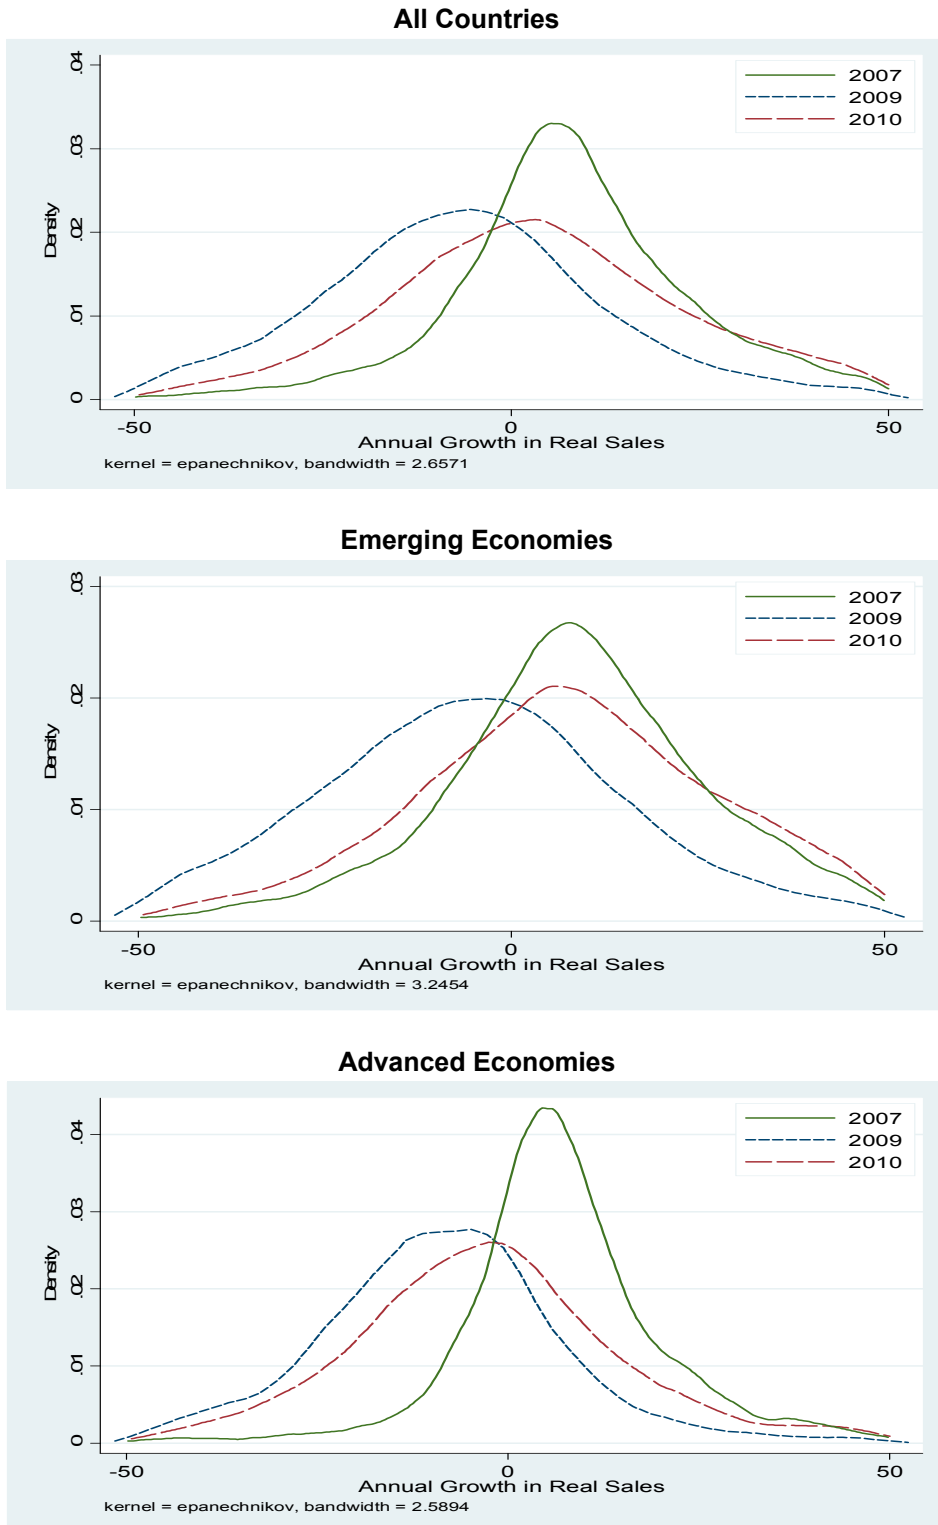 All Countries
.04
.03
.02
.01
0
Density
2007
2009
2010
-50 0 50
Annual Growth in Real Sales
kernel = epanechnikov, bandwidth = 2.6571
Emerging Economies
.03
.02
.01
0
Density
2007
2009
2010
-50 0 50
Annual Growth in Real Sales
kernel = epanechnikov, bandwidth = 3.2454
Advanced Economies
.04
.03
.02
.01
0
Density
2007
2009
2010
-50 0 50
Annual Growth in Real Sales
kernel = epanechnikov, bandwidth = 2.5894